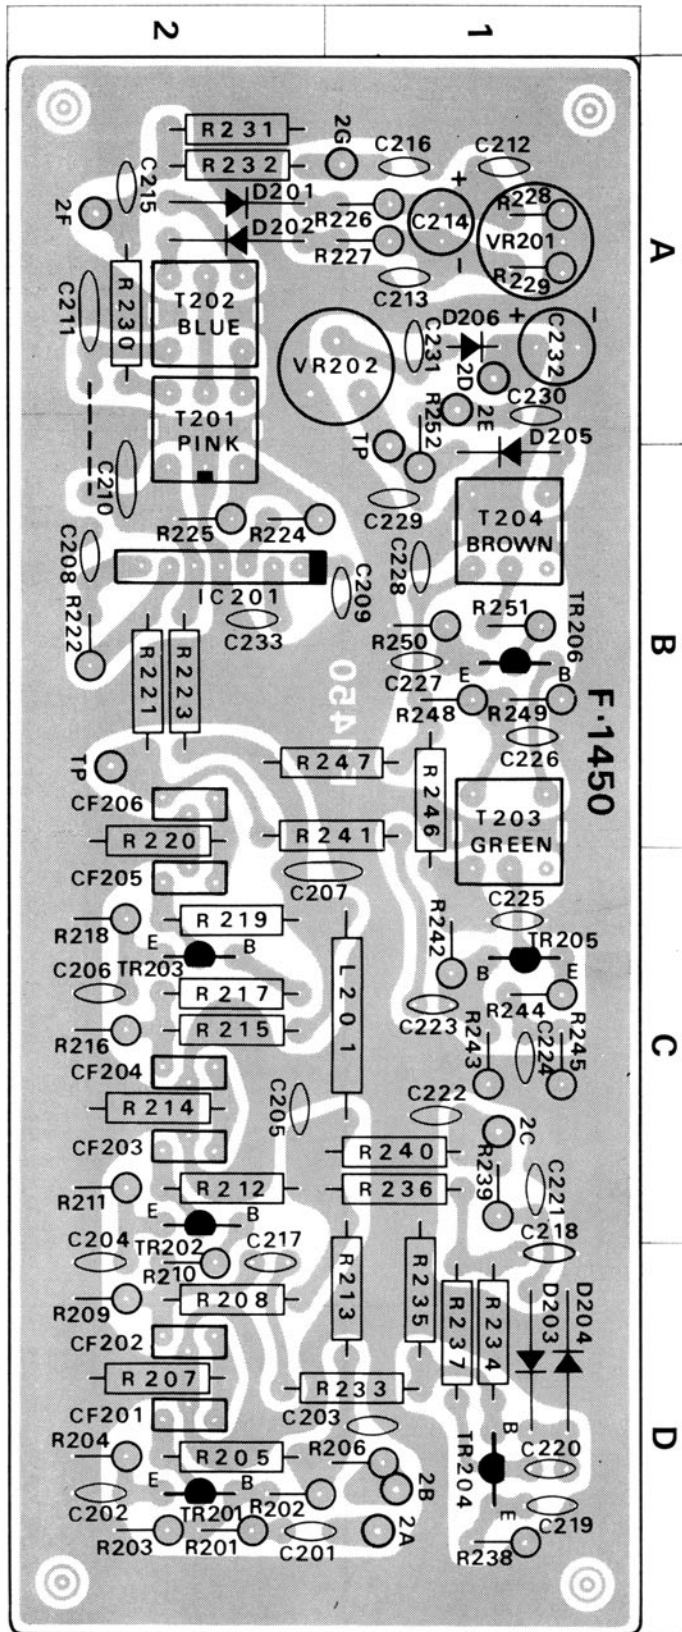 2
1
R231
2G
C216
C212
R232
C215
D201
2F
R226
C214
+
R228
D202
VR201
R227
R229
-
A
C211
R230
T202
BLUE
C213
D206
+
-
C231
C232
VR202
2D
T201
PINK
R252
2E
C230
TP
D205
C210
C229
T204
BROWN
R225
R224
C208
C228
IC201
C209
R222
C233
R251
TR206
R250
B
R221
R223
C227
E
B
R248
R249
F-1450
F1450
C226
TP
R247
R246
CF206
T203
GREEN
R220
R241
CF205
C207
C225
R218
R219
R242
E
B
TR205
C206
TR203
L201
B
E
R217
R244
C223
R216
R215
R243
R245
C224
C
CF204
C205
C222
R214
2C
CF203
R240
R239
R211
R212
R236
C221
E
B
C218
C204
TR202
C217
R210
R213
R235
R209
R208
R237
R234
D203
D204
CF202
R207
R233
CF201
C203
D
R204
R205
R206
TR204
B
C220
E
B
2B
C202
TR201
R202
E
C219
2A
R203
R201
C201
R238